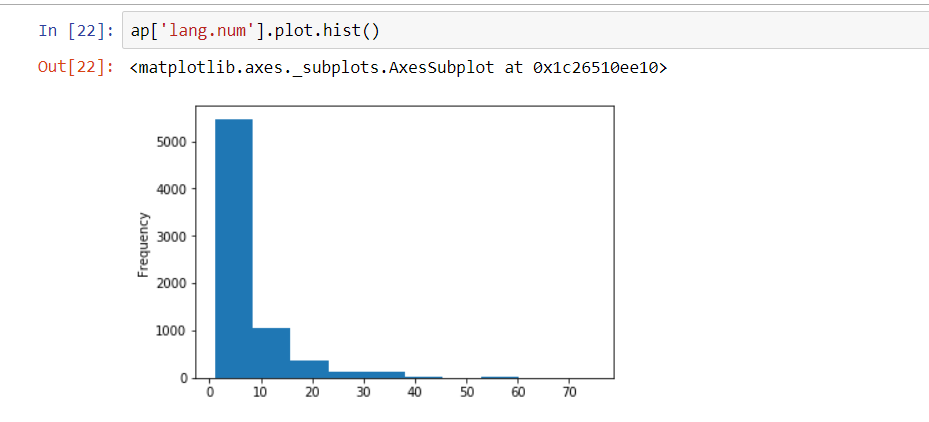 In [22]: ap['lang.num'].plot.hist()
Out[22]: <matplotlib.axes._subplots.AxesSubplot at 0x1c26510ee10>
5000
4000
3000
2000
1000
0
Frequency
0 10 20 30 40 50 60 70